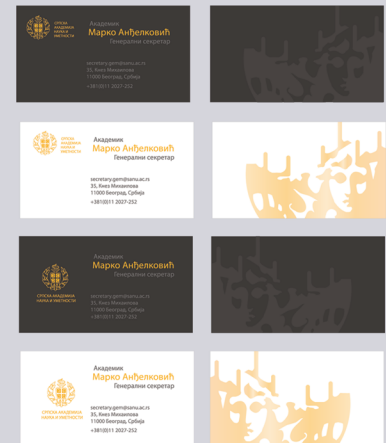 СРПСКА
АКАДЕМИЈА
НАУКА И
УМЕТНОСТИ
Академик
Марко Анђелковић
Генерални секретар
secretary.gem@sanu.ac.rs
35, Кнез Михаилова
11000 Београд, Србија
+381(0)11 2027-252
СРПСКА
АКАДЕМИЈА
НАУКА И
УМЕТНОСТИ
Академик
Марко Анђелковић
Генерални секретар
secretary.gem@sanu.ac.rs
35, Кнез Михаилова
11000 Београд, Србија
+381(0)11 2027-252
СРПСКА АКАДЕМИЈА
НАУКА И УМЕТНОСТИ
Академик
Марко Анђелковић
Генерални секретар
secretary.gem@sanu.ac.rs
35, Кнез Михаилова
11000 Београд, Србија
+381(0)11 2027-252
СРПСКА АКАДЕМИЈА
НАУКА И УМЕТНОСТИ
Академик
Марко Анђелковић
Генерални секретар
secretary.gem@sanu.ac.rs
35, Кнез Михаилова
11000 Београд, Србија
+381(0)11 2027-252